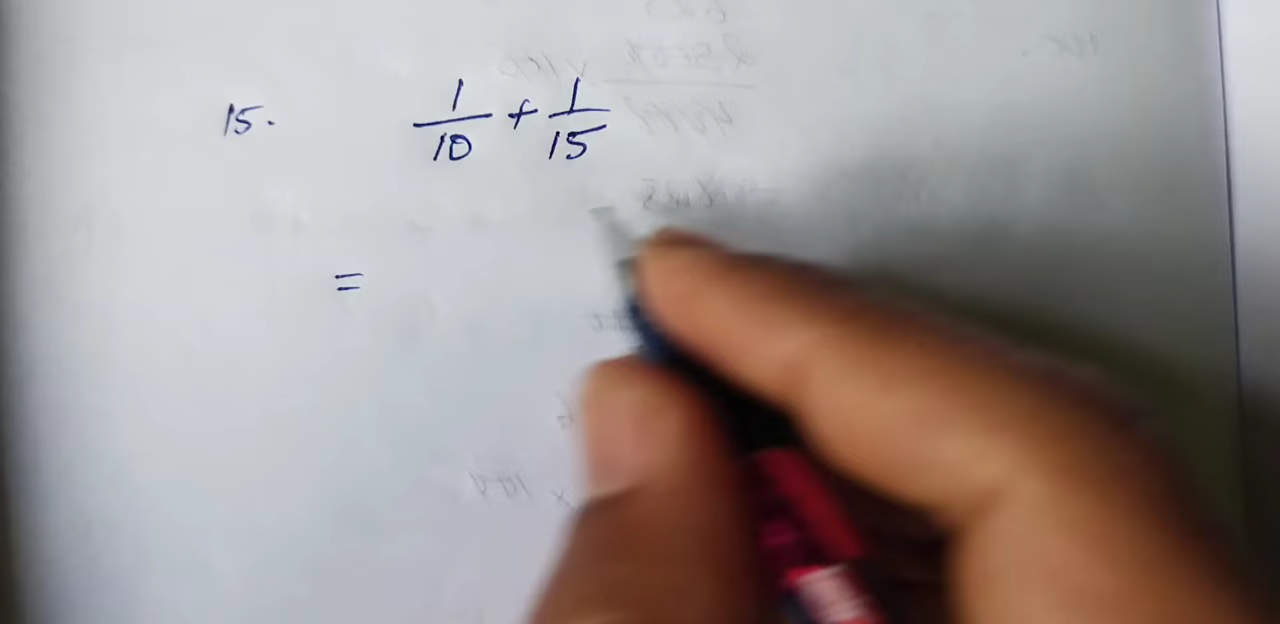 15. 1/10 + 1/15
=